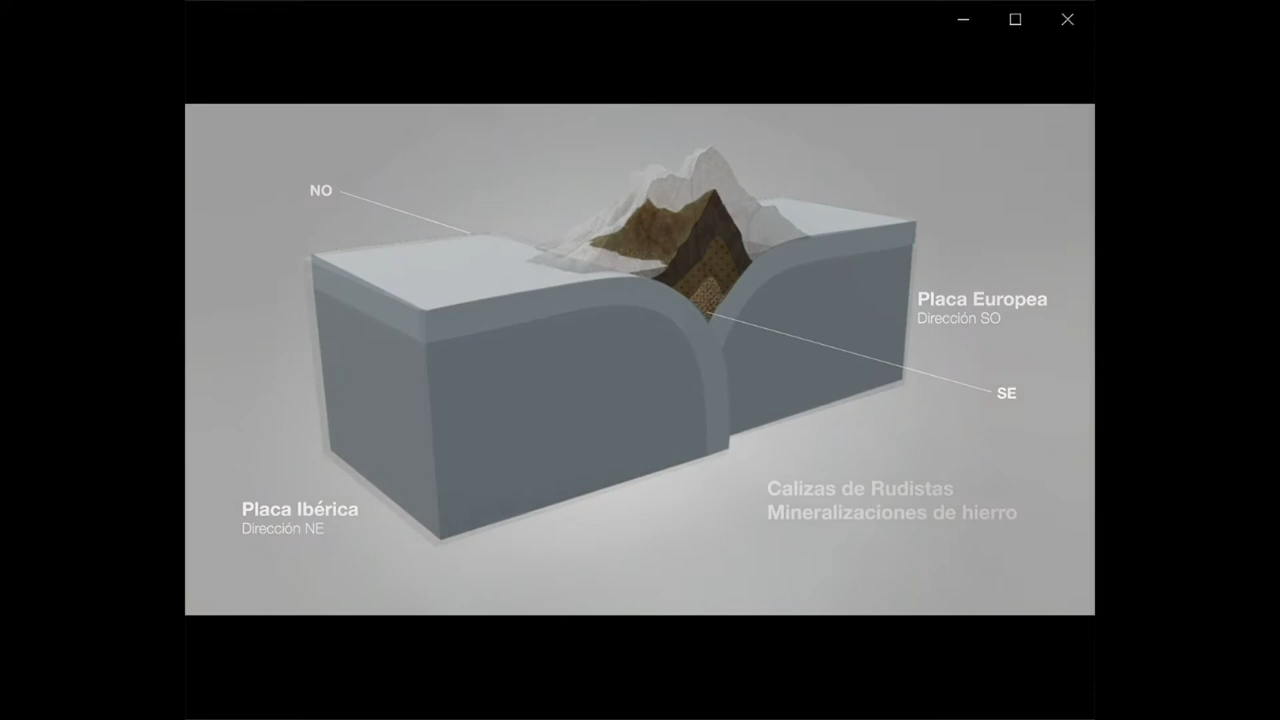 NO
Placa Europea
Dirección SO
SE
Calizas de Rudistas
Mineralizaciones de hierro
Placa Ibérica
Dirección NE